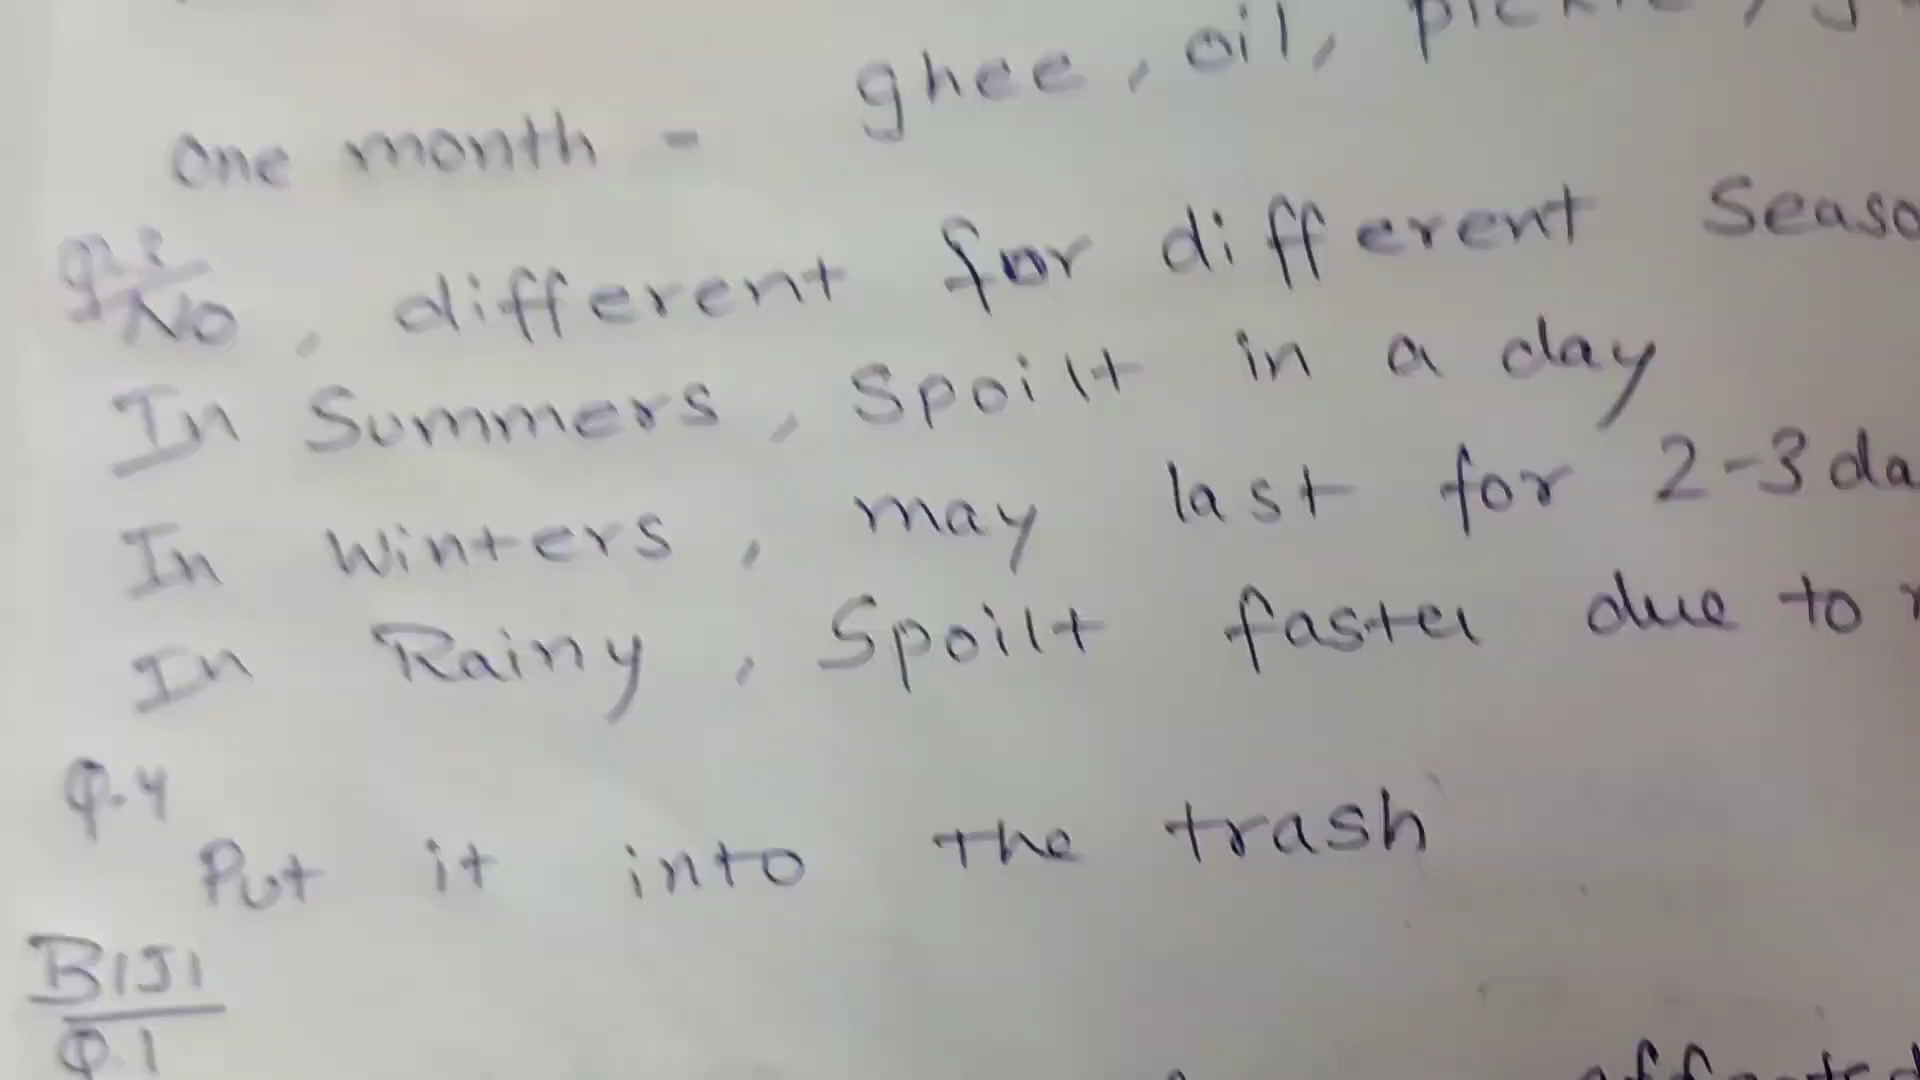 one month - ghee, oil,
No, different for different
In Summers, Spoilt in a day
In Winters, may last for 2-3 da
In Rainy, Spoilt faster due to
Q.4
Put it into the trash
BIJI
Q.1